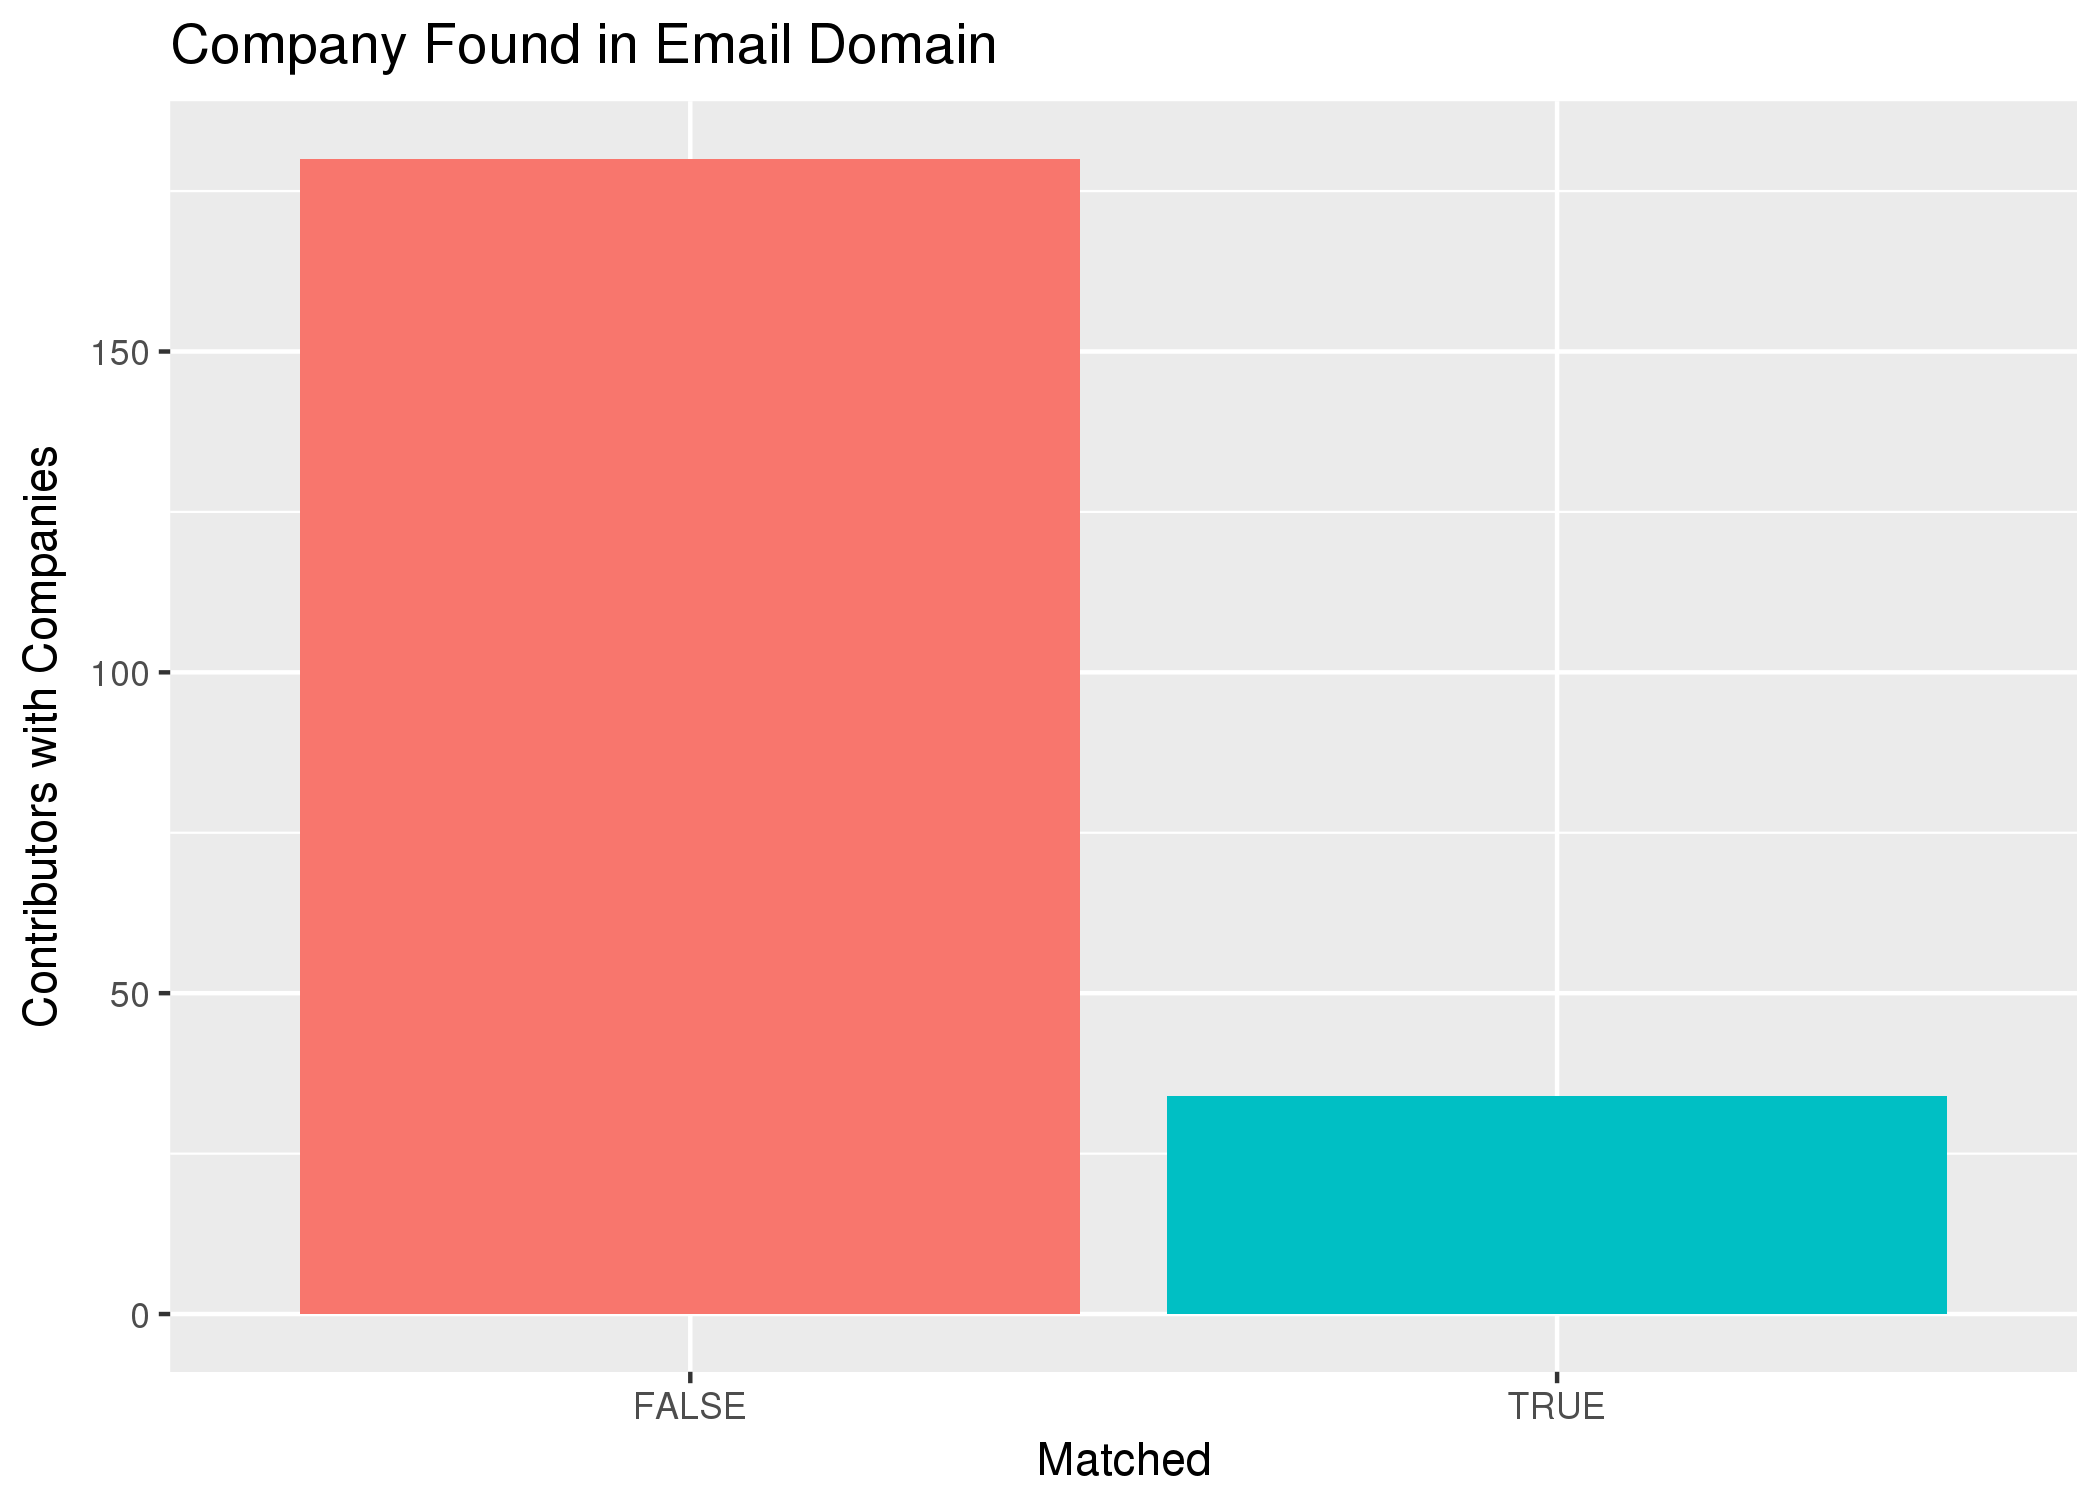 Company Found in Email Domain
Contributors with Companies
150
100
50
0
FALSE
TRUE
Matched